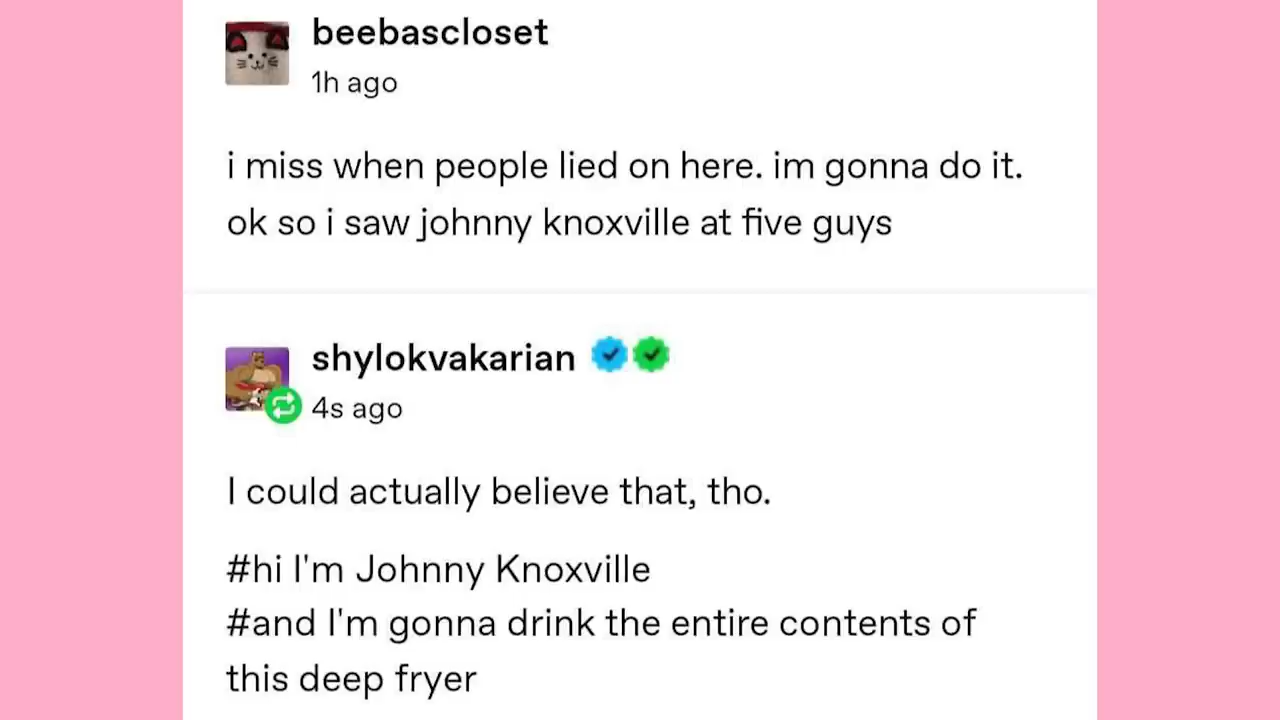 beebascloset
1h ago
i miss when people lied on here. im gonna do it.
ok so i saw johnny knoxville at five guys
shylokvakarian
4s ago
I could actually believe that, tho.
#hi I'm Johnny Knoxville
#and I'm gonna drink the entire contents of
this deep fryer